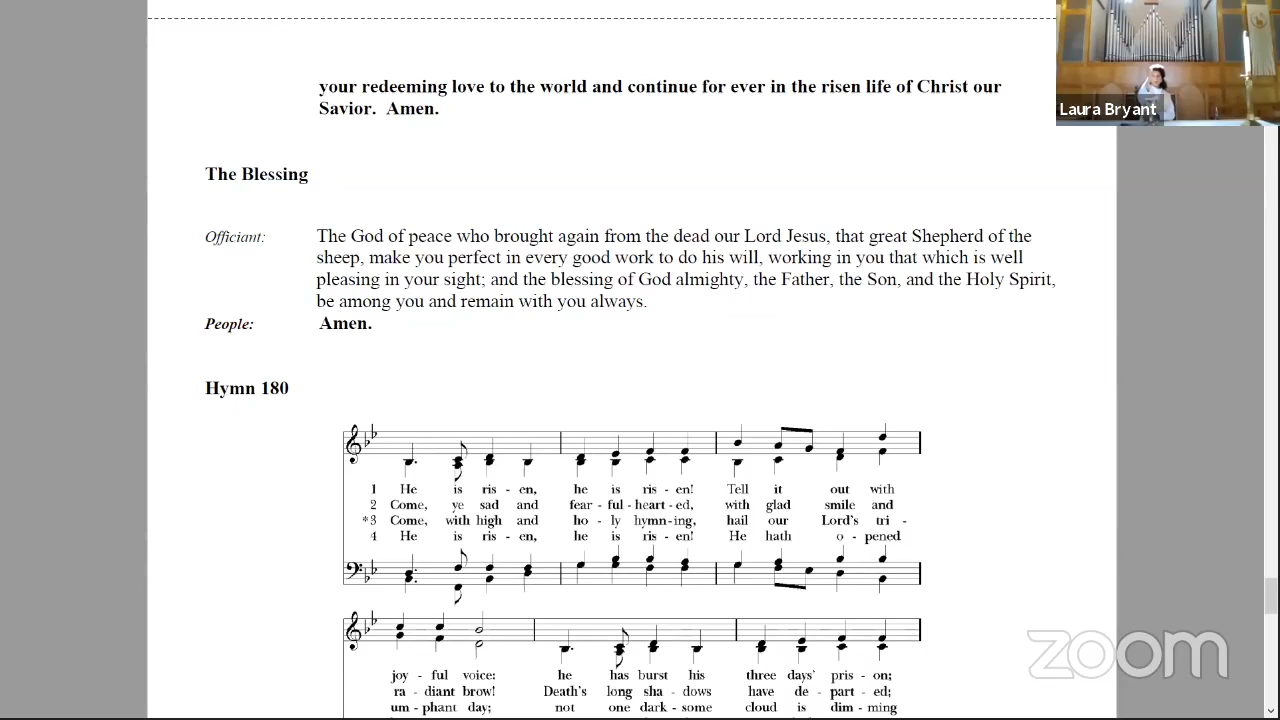 your redeeming love to the world and continue for ever in the risen life of Christ our
Savior. Amen.
Laura Bryant
The Blessing
Officiant: The God of peace who brought again from the dead our Lord Jesus, that great Shepherd of the
sheep, make you perfect in every good work to do his will, working in you that which is well
pleasing in your sight; and the blessing of God almighty, the Father, the Son, and the Holy Spirit,
be among you and remain with you always.
People: Amen.
Hymn 180
1 He is ris - en, he is ris - en! Tell it out with
2 Come, ye sad and fear - ful - heart - ed, with glad smile and
*3 Come, with high and ho - ly hymn - ing, hail our Lord's tri -
4 He is ris - en, he is ris - en! He hath o - pened
joy - ful voice: he has burst his three days' pris - on;
ra - diant brow! Death's long sha - dows have de - part - ed;
um - phant day; not one dark - some cloud is dim - ming
zoom